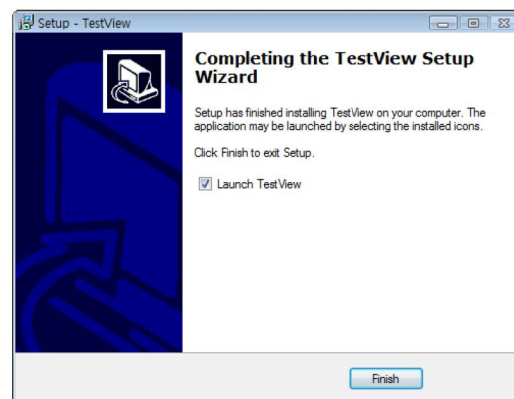 Setup - TestView
Completing the TestView Setup
Wizard
Setup has finished installing TestView on your computer. The
application may be launched by selecting the installed icons.
Click Finish to exit Setup.
Launch TestView
Finish